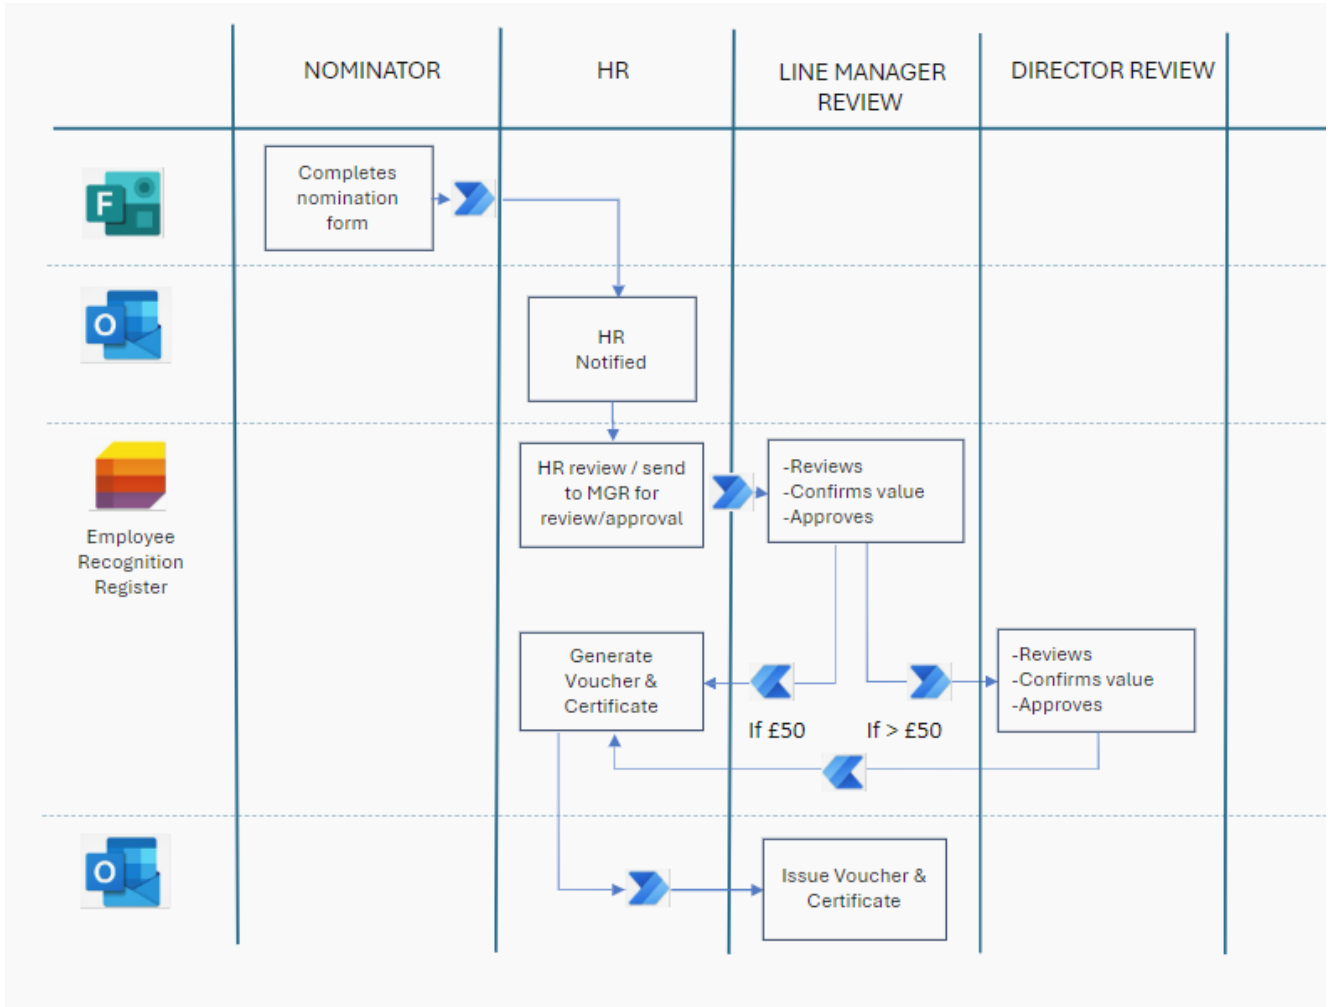 NOMINATOR
HR
LINE MANAGER
REVIEW
DIRECTOR REVIEW
Completes
nomination
form
F
O
HR
Notified
Employee
Recognition
Register
HR review / send
to MGR for
review/approval
-Reviews
-Confirms value
-Approves
Generate
Voucher &
Certificate
If £50
If > £50
-Reviews
-Confirms value
-Approves
O
Issue Voucher &
Certificate